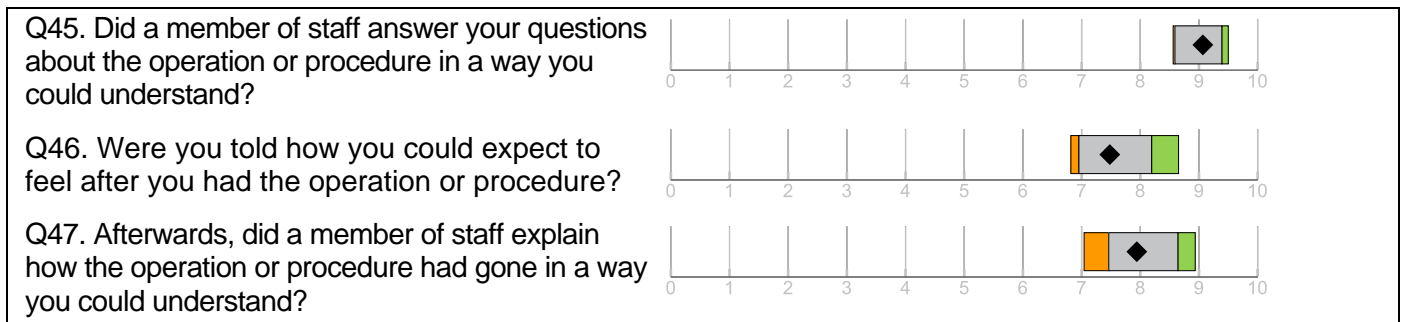 Q45. Did a member of staff answer your questions
about the operation or procedure in a way you
could understand?
0 1 2 3 4 5 6 7 8 9 10
Q46. Were you told how you could expect to
feel after you had the operation or procedure?
0 1 2 3 4 5 6 7 8 9 10
Q47. Afterwards, did a member of staff explain
how the operation or procedure had gone in a way
you could understand?
0 1 2 3 4 5 6 7 8 9 10